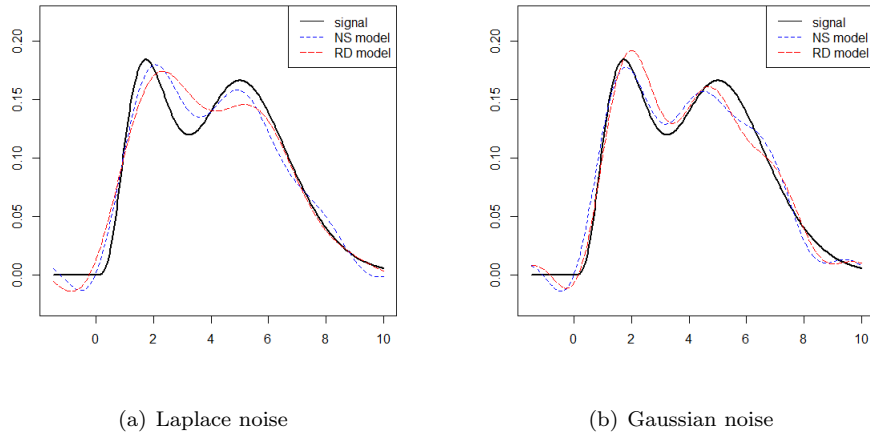 signal
NS model
RD model
0.00
0.05
0.10
0.15
0.20
0 2 4 6 8 10
(a) Laplace noise
signal
NS model
RD model
0.00
0.05
0.10
0.15
0.20
0 2 4 6 8 10
(b) Gaussian noise